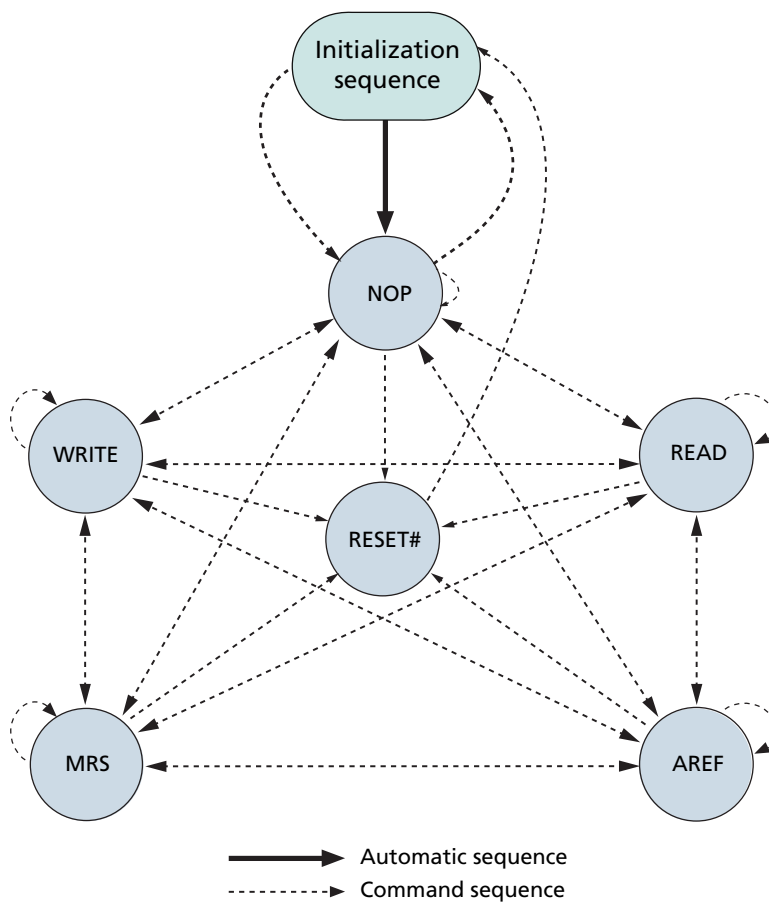 Initialization
sequence
NOP
WRITE
READ
RESET#
MRS
AREF
Automatic sequence
Command sequence